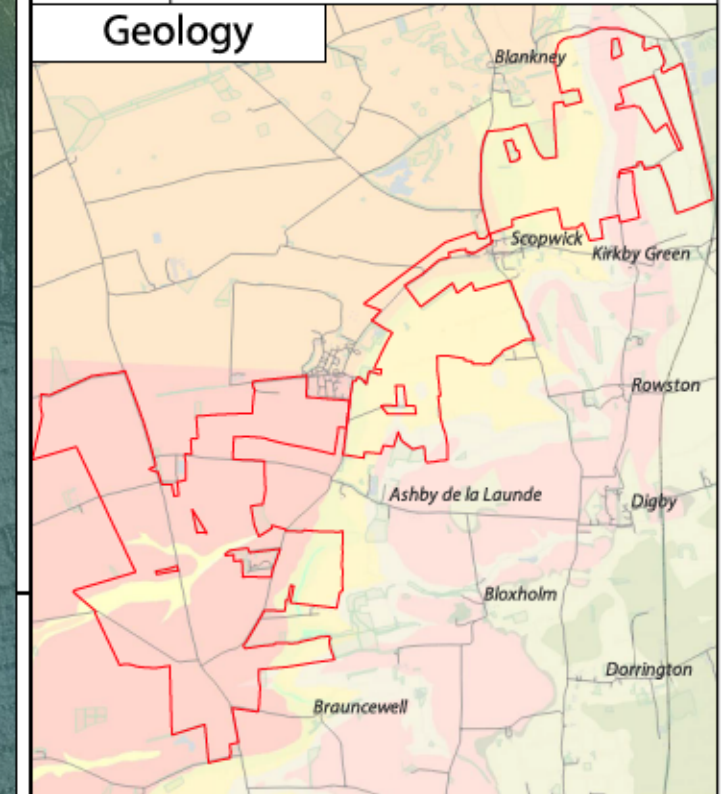 Geology
Blankney
Scopwick
Kirkby Green
Rowston
Ashby de la Launde
Digby
Bloxholm
Dorrington
Brauncewell